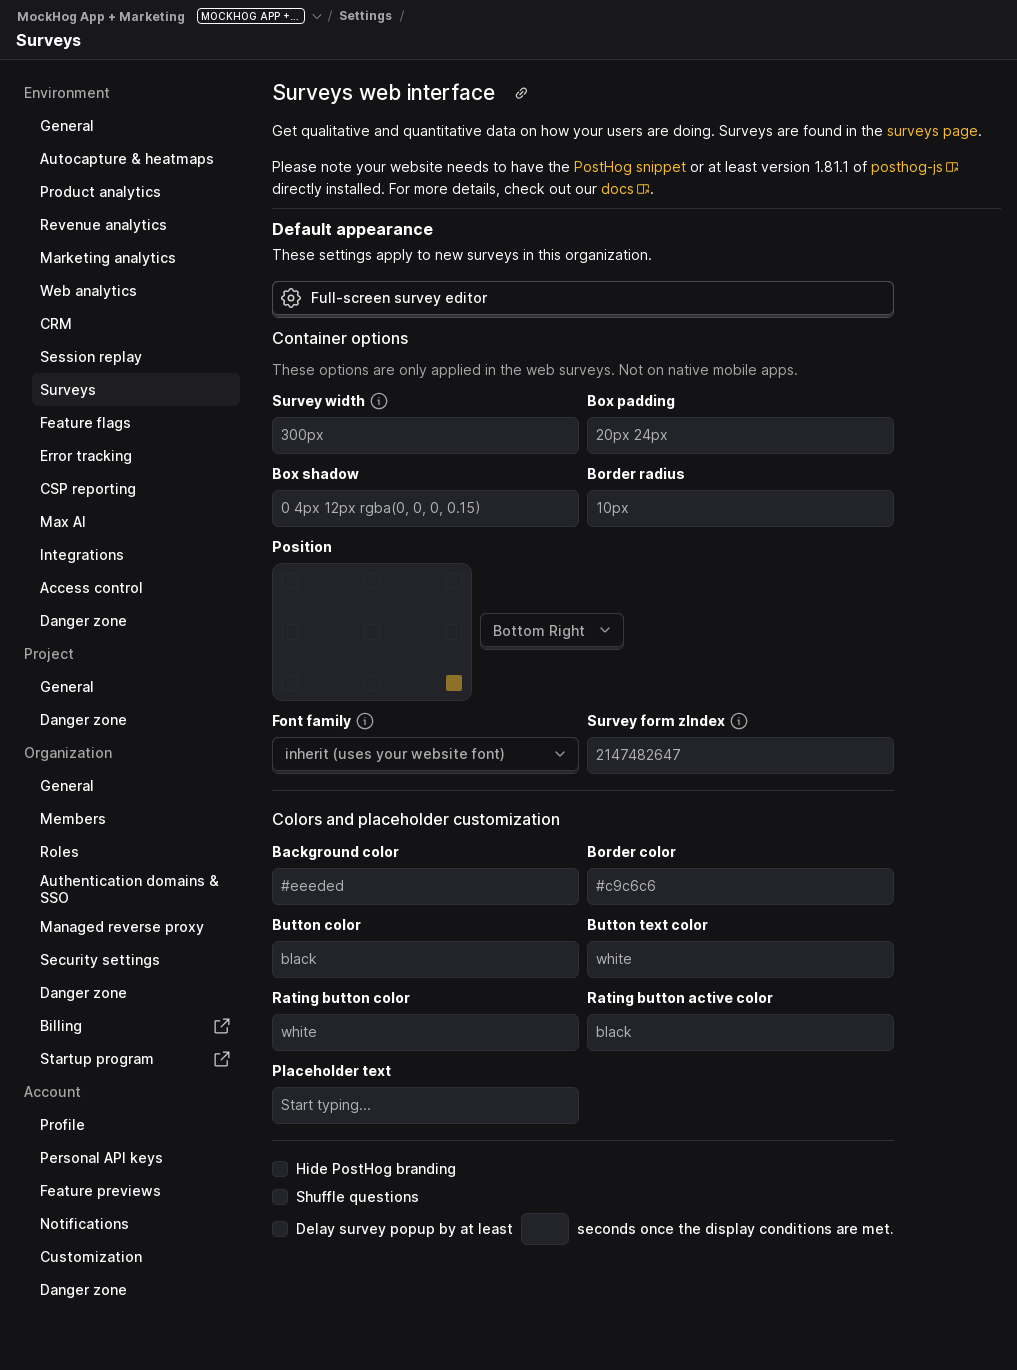 MockHog App + Marketing MOCKHOG APP +... / Settings /
Surveys
Environment
General
Autocapture & heatmaps
Product analytics
Revenue analytics
Marketing analytics
Web analytics
CRM
Session replay
Surveys
Feature flags
Error tracking
CSP reporting
Max AI
Integrations
Access control
Danger zone
Project
General
Danger zone
Organization
General
Members
Roles
Authentication domains &
SSO
Managed reverse proxy
Security settings
Danger zone
Billing
Startup program
Account
Profile
Personal API keys
Feature previews
Notifications
Customization
Danger zone
Surveys web interface
Get qualitative and quantitative data on how your users are doing. Surveys are found in the surveys page.
Please note your website needs to have the PostHog snippet or at least version 1.81.1 of posthog-js
directly installed. For more details, check out our docs.
Default appearance
These settings apply to new surveys in this organization.
Full-screen survey editor
Container options
These options are only applied in the web surveys. Not on native mobile apps.
Survey width Box padding
300px 20px 24px
Box shadow Border radius
0 4px 12px rgba(0, 0, 0, 0.15) 10px
Position
Bottom Right
Font family Survey form zIndex
inherit (uses your website font) 2147482647
Colors and placeholder customization
Background color Border color
#eeeded #c9c6c6
Button color Button text color
black white
Rating button color Rating button active color
white black
Placeholder text
Start typing...
Hide PostHog branding
Shuffle questions
Delay survey popup by at least seconds once the display conditions are met.